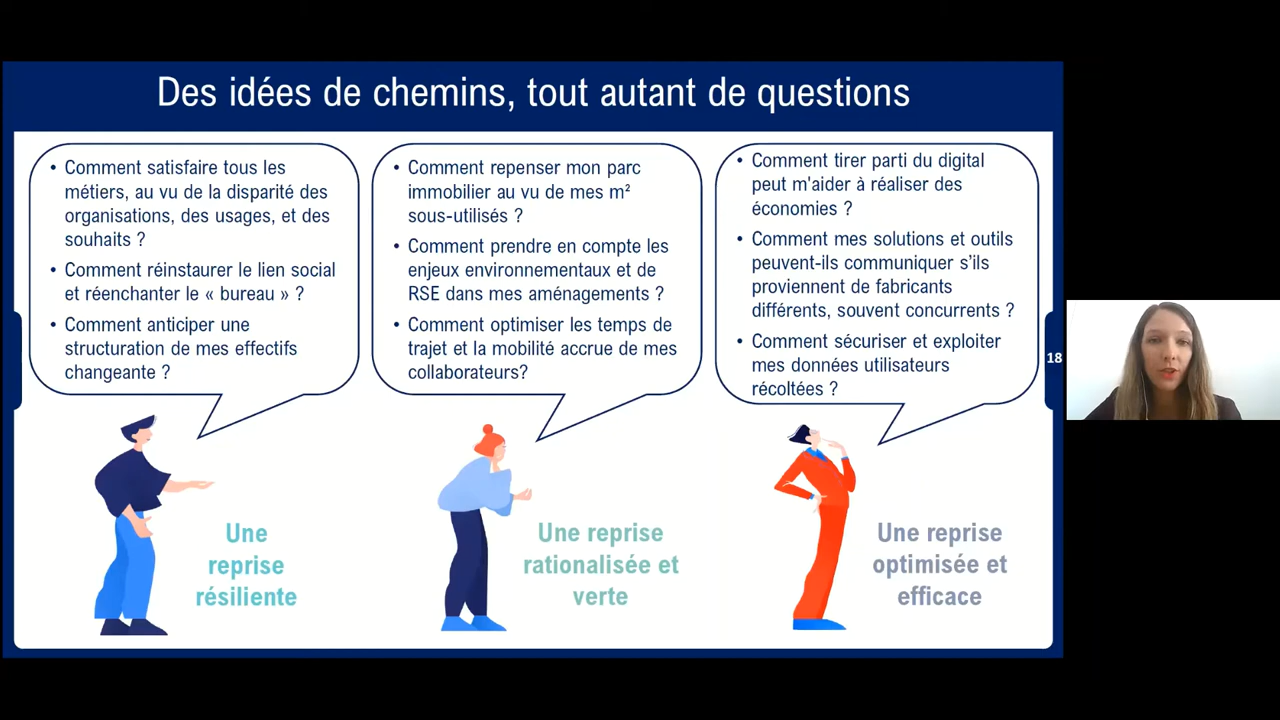 Des idées de chemins, tout autant de questions
• Comment satisfaire tous les
métiers, au vu de la disparité des
organisations, des usages, et des
souhaits ?
• Comment réinstaurer le lien social
et réenchanter le « bureau » ?
• Comment anticiper une
structuration de mes effectifs
changeante ?
• Comment repenser mon parc
immobilier au vu de mes m²
sous-utilisés ?
• Comment prendre en compte les
enjeux environnementaux et de
RSE dans mes aménagements ?
• Comment optimiser les temps de
trajet et la mobilité accrue de mes
collaborateurs?
• Comment tirer parti du digital
peut m'aider à réaliser des
économies ?
• Comment mes solutions et outils
peuvent-ils communiquer s'ils
proviennent de fabricants
différents, souvent concurrents ?
• Comment sécuriser et exploiter
mes données utilisateurs
récoltées ?
18
Une
reprise
résiliente
Une reprise
rationalisée et
verte
Une reprise
optimisée et
efficace